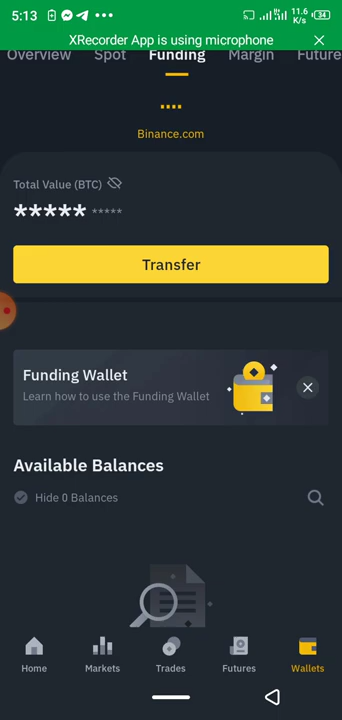 5:13
11.6
K/s
34
XRecorder App is using microphone
Overview Spot Funding Margin Future
Binance.com
Total Value (BTC)
***** *****
Transfer
Funding Wallet
Learn how to use the Funding Wallet
Available Balances
Hide 0 Balances
Home Markets Trades Futures Wallets